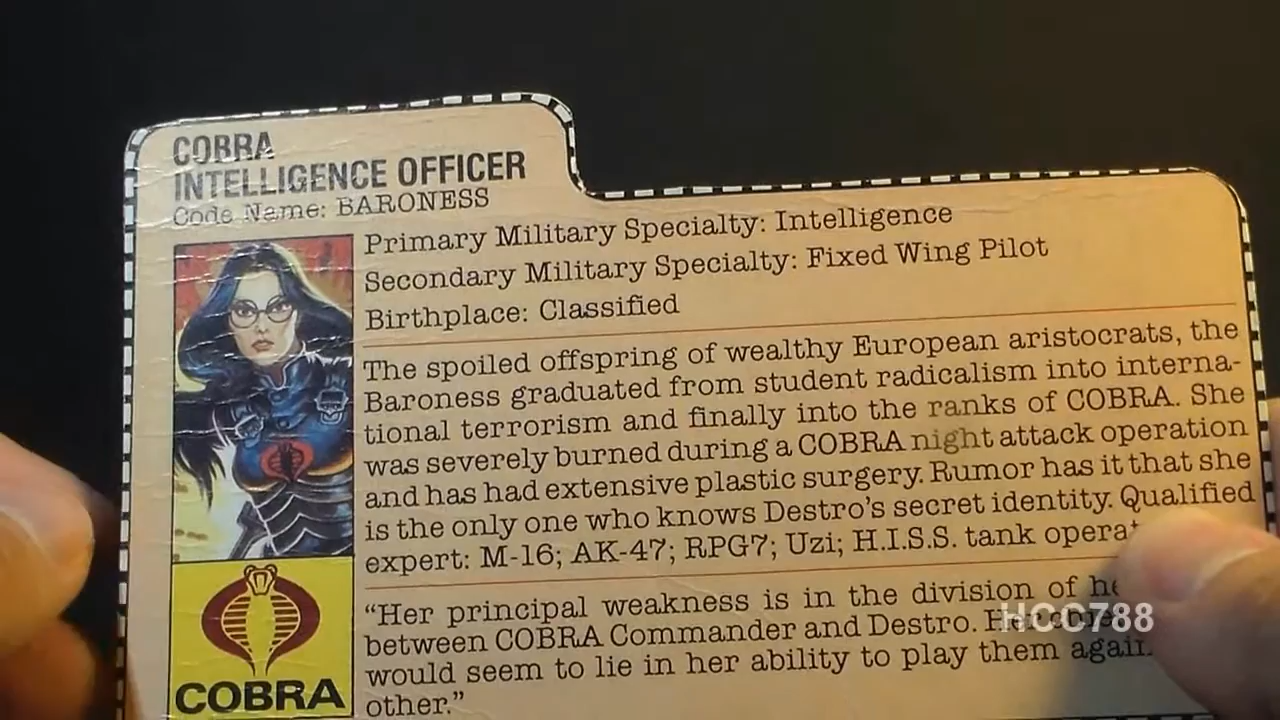 COBRA
INTELLIGENCE OFFICER
Code Name: BARONESS
Primary Military Specialty: Intelligence
Secondary Military Specialty: Fixed Wing Pilot
Birthplace: Classified
The spoiled offspring of wealthy European aristocrats, the
Baroness graduated from student radicalism into interna-
tional terrorism and finally into the ranks of COBRA. She
was severely burned during a COBRA night attack operation
and has had extensive plastic surgery. Rumor has it that she
is the only one who knows Destro's secret identity. Qualified
expert: M-16; AK-47; RPG7; Uzi; H.I.S.S. tank
"Her principal weakness is in the division of
between COBRA Commander and Destro. Her
would seem to lie in her ability to play them
other."
COBRA
HCC788